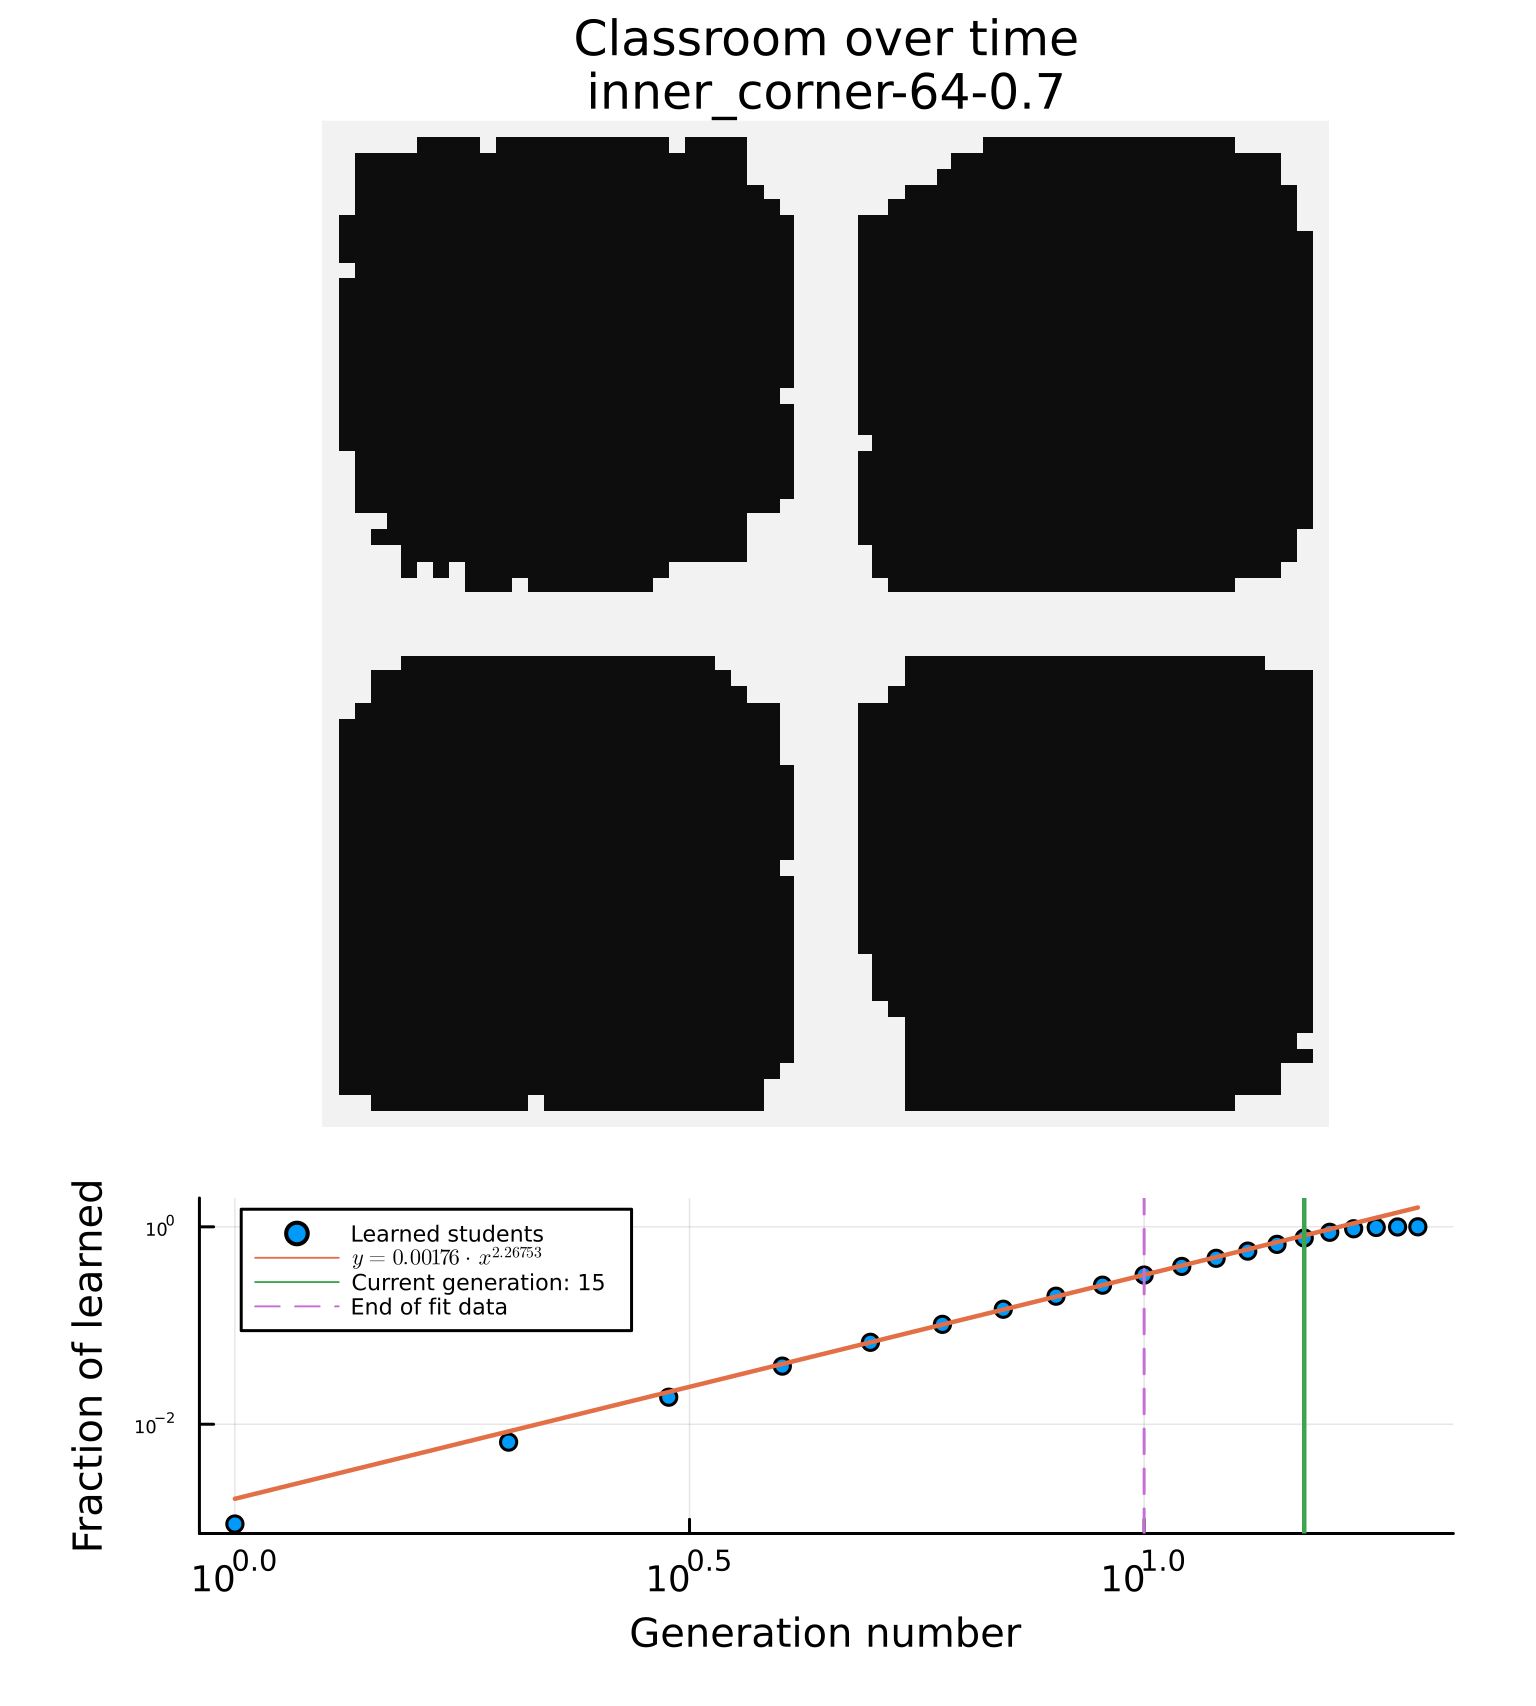 Classroom over time
inner_corner-64-0.7
Fraction of learned
10^0
10^−2
Learned students
y = 0.00176 · x^2.26753
Current generation: 15
End of fit data
10^0.0
10^0.5
10^1.0
Generation number